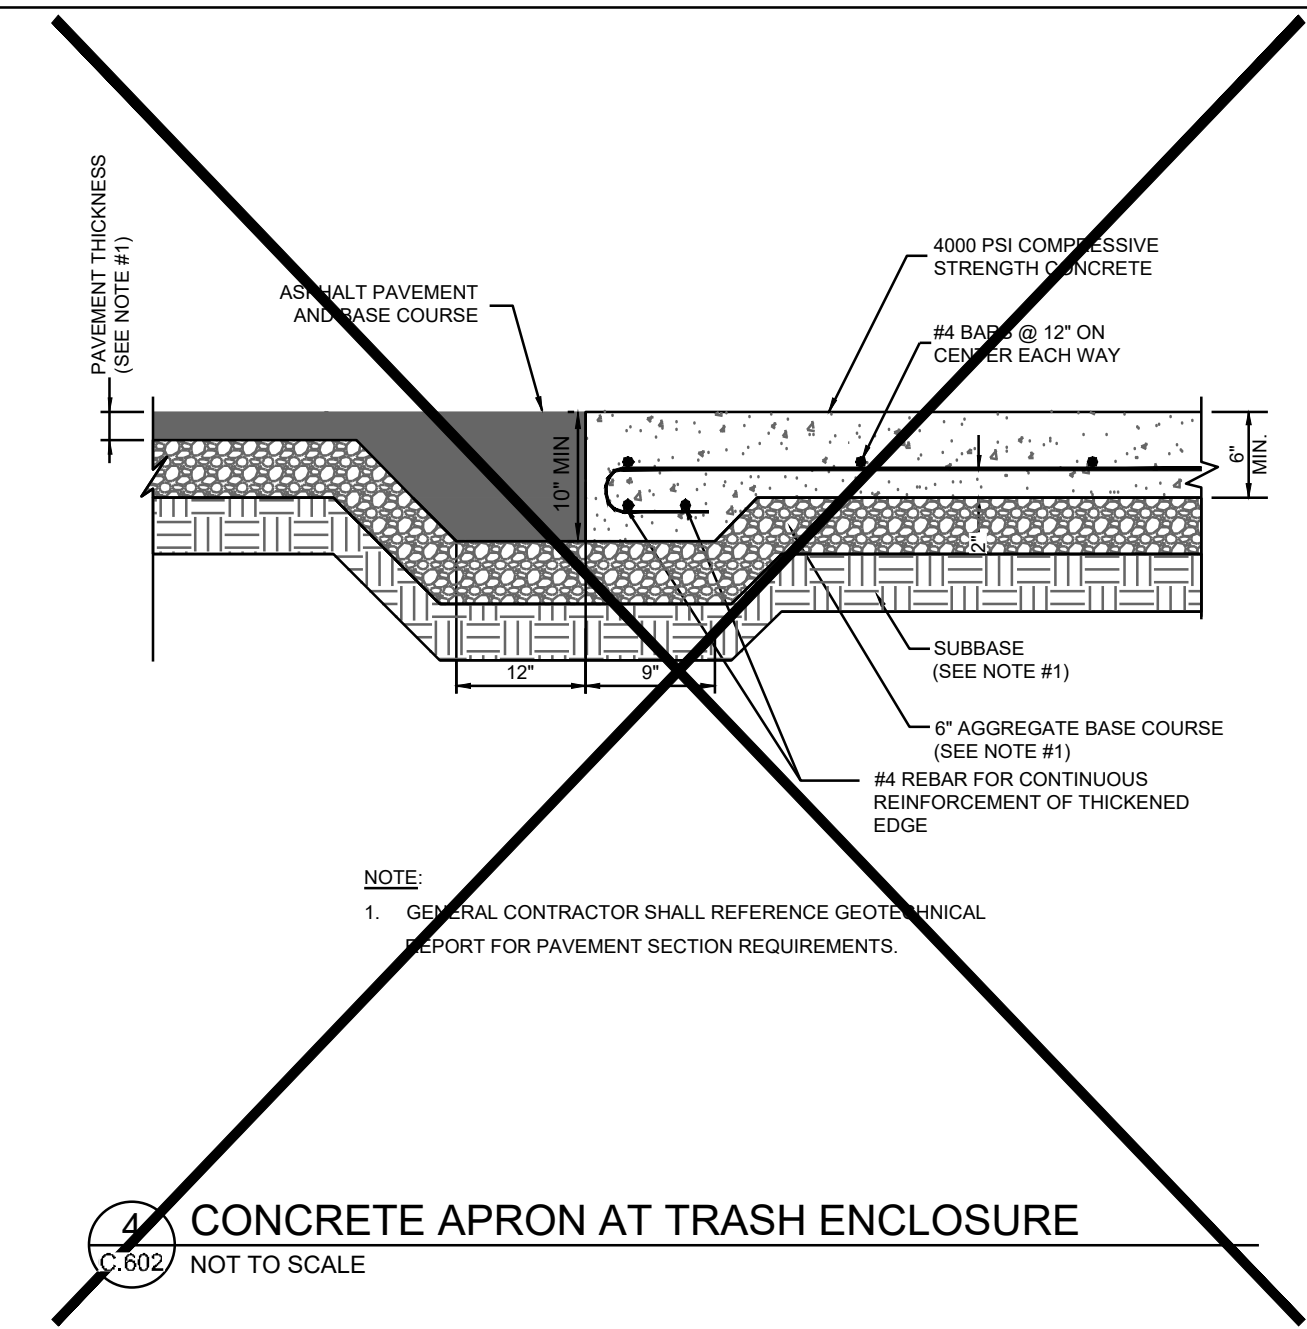 PAVEMENT THICKNESS
(SEE NOTE #1)
ASPHALT PAVEMENT
AND BASE COURSE
4000 PSI COMPRESSIVE
STRENGTH CONCRETE
#4 BARS @ 12" ON
CENTER EACH WAY
10" MIN
6"
MIN.
2"
12"
9"
SUBBASE
(SEE NOTE #1)
6" AGGREGATE BASE COURSE
(SEE NOTE #1)
#4 REBAR FOR CONTINUOUS
REINFORCEMENT OF THICKENED
EDGE
NOTE:
1. GENERAL CONTRACTOR SHALL REFERENCE GEOTECHNICAL
REPORT FOR PAVEMENT SECTION REQUIREMENTS.
4
C.602
CONCRETE APRON AT TRASH ENCLOSURE
NOT TO SCALE